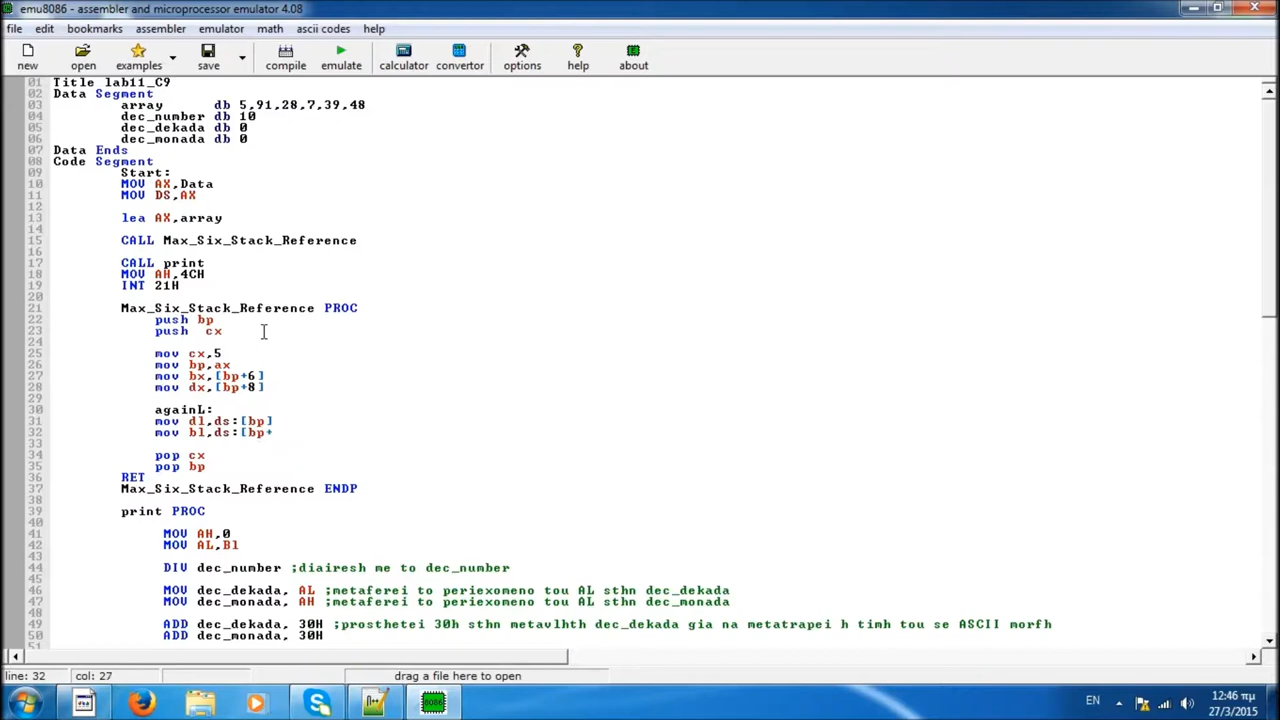 emu8086 - assembler and microprocessor emulator 4.08
file edit bookmarks assembler emulator math ascii codes help
new open examples save compile emulate calculator convertor options help about
01 Title lab11_C9
02 Data Segment
03 array db 5,91,28,7,39,48
04 dec_number db 10
05 dec_dekada db 0
06 dec_monada db 0
07 Data Ends
08 Code Segment
09 Start:
10 MOV AX,Data
11 MOV DS,AX
12
13 lea AX,array
14
15 CALL Max_Six_Stack_Reference
16
17 CALL print
18 MOV AH,4CH
19 INT 21H
20
21 Max_Six_Stack_Reference PROC
22 push bp
23 push cx
24
25 mov cx,5
26 mov bp,ax
27 mov bx,[bp+6]
28 mov dx,[bp+8]
29
30 againL:
31 mov dl,ds:[bp]
32 mov bl,ds:[bp+
33
34 pop cx
35 pop bp
36 RET
37 Max_Six_Stack_Reference ENDP
38
39 print PROC
40
41 MOV AH,0
42 MOV AL,Bl
43
44 DIV dec_number ;diairesh me to dec_number
45
46 MOV dec_dekada, AL ;metaferei to periexomeno tou AL sthn dec_dekada
47 MOV dec_monada, AH ;metaferei to periexomeno tou AL sthn dec_monada
48
49 ADD dec_dekada, 30H ;prosthetei 30h sthn metavlhth dec_dekada gia na metatrapei h timh tou se ASCII morfh
50 ADD dec_monada, 30H
51
line: 32 col: 27 drag a file here to open
8086
EN 12:46 πμ
27/3/2015